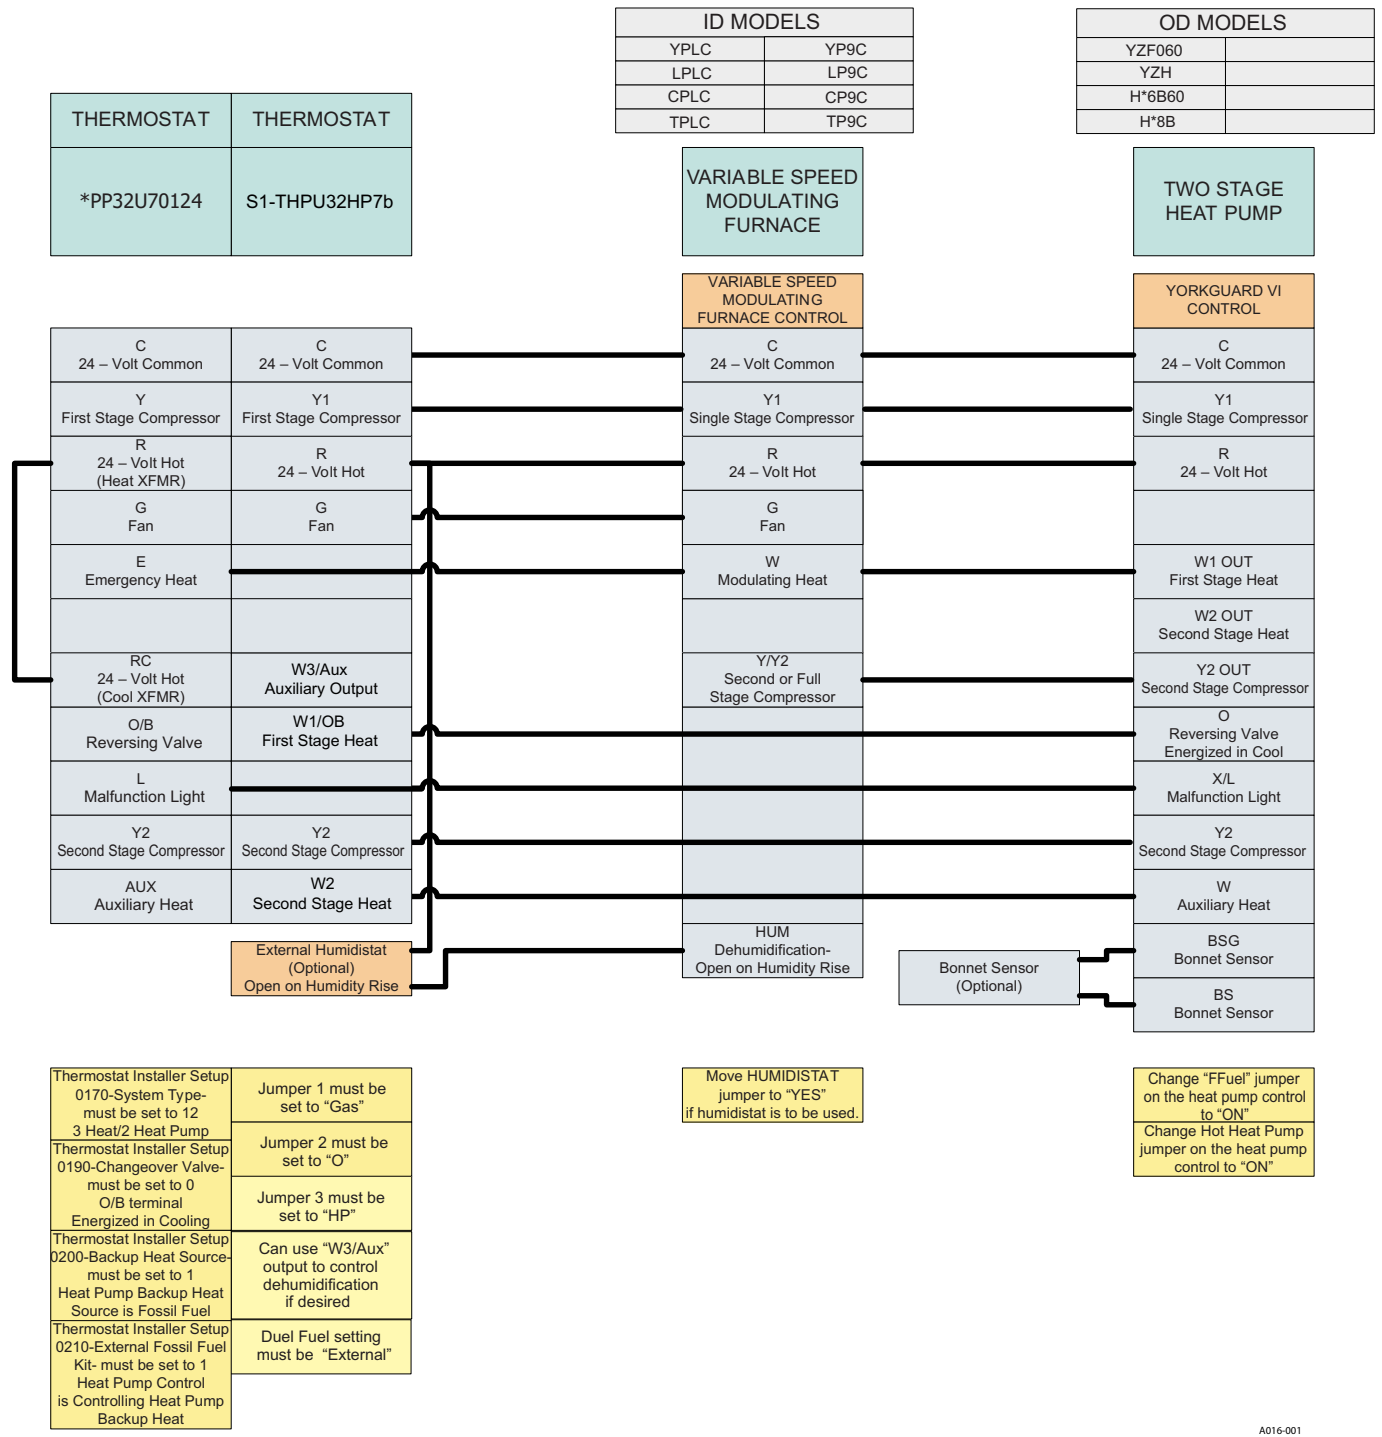 ID MODELS
YPLC YP9C
LPLC LP9C
CPLC CP9C
TPLC TP9C
OD MODELS
YZF060
YZH
H*6B60
H*8B
THERMOSTAT
*PP32U70124
THERMOSTAT
S1-THPU32HP7b
VARIABLE SPEED
MODULATING
FURNACE
TWO STAGE
HEAT PUMP
VARIABLE SPEED
MODULATING
FURNACE CONTROL
YORKGUARD VI
CONTROL
C
24 – Volt Common
Y
First Stage Compressor
R
24 – Volt Hot
(Heat XFMR)
G
Fan
E
Emergency Heat
RC
24 – Volt Hot
(Cool XFMR)
O/B
Reversing Valve
L
Malfunction Light
Y2
Second Stage Compressor
AUX
Auxiliary Heat
C
24 – Volt Common
Y1
First Stage Compressor
R
24 – Volt Hot
G
Fan
W3/Aux
Auxiliary Output
W1/OB
First Stage Heat
Y2
Second Stage Compressor
W2
Second Stage Heat
External Humidistat
(Optional)
Open on Humidity Rise
C
24 – Volt Common
Y1
Single Stage Compressor
R
24 – Volt Hot
G
Fan
W
Modulating Heat
Y/Y2
Second or Full
Stage Compressor
HUM
Dehumidification-
Open on Humidity Rise
Bonnet Sensor
(Optional)
C
24 – Volt Common
Y1
Single Stage Compressor
R
24 – Volt Hot
W1 OUT
First Stage Heat
W2 OUT
Second Stage Heat
Y2 OUT
Second Stage Compressor
O
Reversing Valve
Energized in Cool
X/L
Malfunction Light
Y2
Second Stage Compressor
W
Auxiliary Heat
BSG
Bonnet Sensor
BS
Bonnet Sensor
Thermostat Installer Setup
0170-System Type-
must be set to 12
3 Heat/2 Heat Pump
Thermostat Installer Setup
0190-Changeover Valve-
must be set to 0
O/B terminal
Energized in Cooling
Thermostat Installer Setup
0200-Backup Heat Source-
must be set to 1
Heat Pump Backup Heat
Source is Fossil Fuel
Thermostat Installer Setup
0210-External Fossil Fuel
Kit- must be set to 1
Heat Pump Control
is Controlling Heat Pump
Backup Heat
Jumper 1 must be
set to “Gas”
Jumper 2 must be
set to “O”
Jumper 3 must be
set to “HP”
Can use “W3/Aux”
output to control
dehumidification
if desired
Duel Fuel setting
must be “External”
Move HUMIDISTAT
jumper to “YES”
if humidistat is to be used.
Change “FFuel” jumper
on the heat pump control
to “ON”
Change Hot Heat Pump
jumper on the heat pump
control to “ON”
A016-001